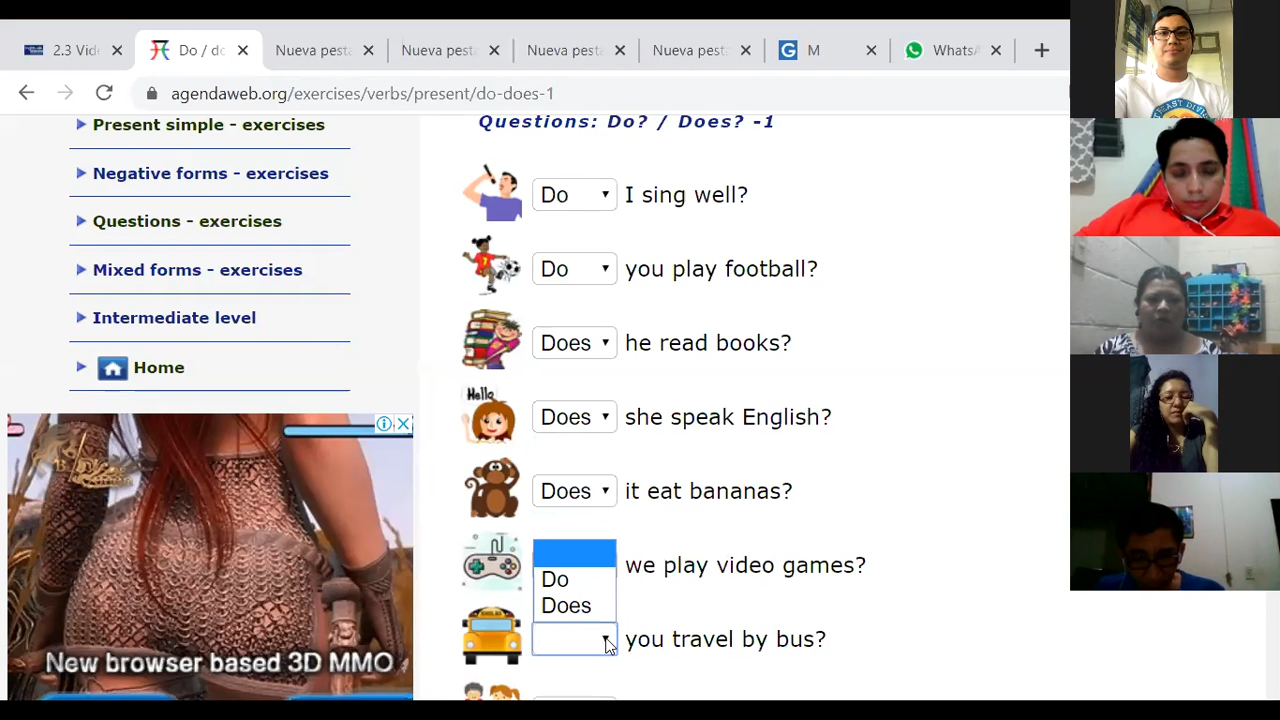 2.3 Vid
Do / do
Nueva pest
Nueva pest
Nueva pest
Nueva pest
M
WhatsA
agendaweb.org/exercises/verbs/present/do-does-1
Present simple - exercises
Negative forms - exercises
Questions - exercises
Mixed forms - exercises
Intermediate level
Home
New browser based 3D MMO
Questions: Do? / Does? -1
Do I sing well?
Do you play football?
Does he read books?
Hello
Does she speak English?
Does it eat bananas?
we play video games?
Do
Does
you travel by bus?